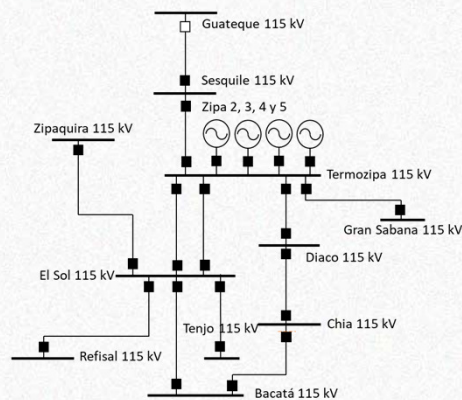 Guateque 115 kV
Sesquile 115 kV
Zipa 2, 3, 4 y 5
Zipaquira 115 kV
Termozipa 115 kV
Gran Sabana 115 kV
Diaco 115 kV
El Sol 115 kV
Tenjo 115 kV
Chia 115 kV
Refisal 115 kV
Bacatá 115 kV